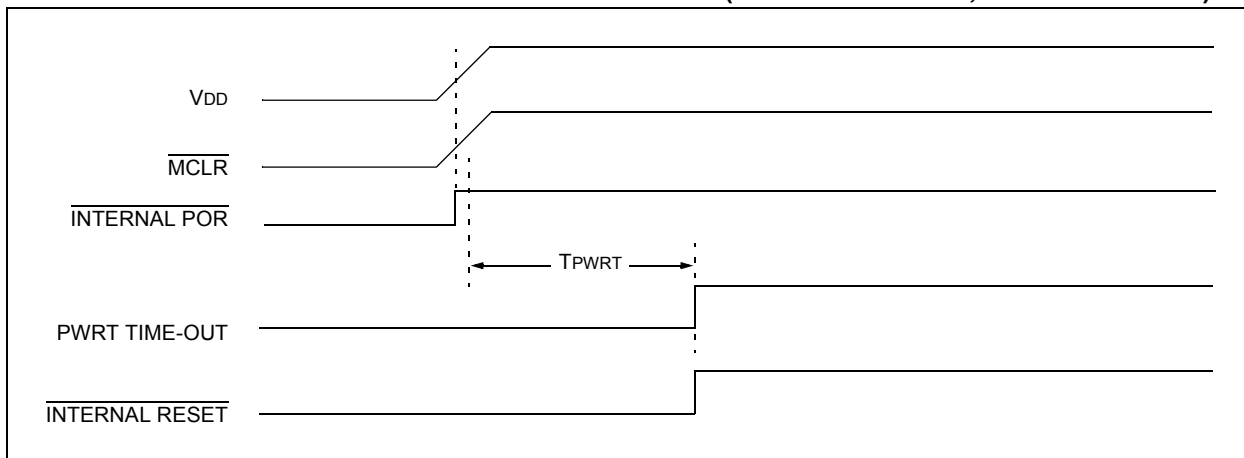 VDD
MCLR
INTERNAL POR
TPWRT
PWRT TIME-OUT
INTERNAL RESET